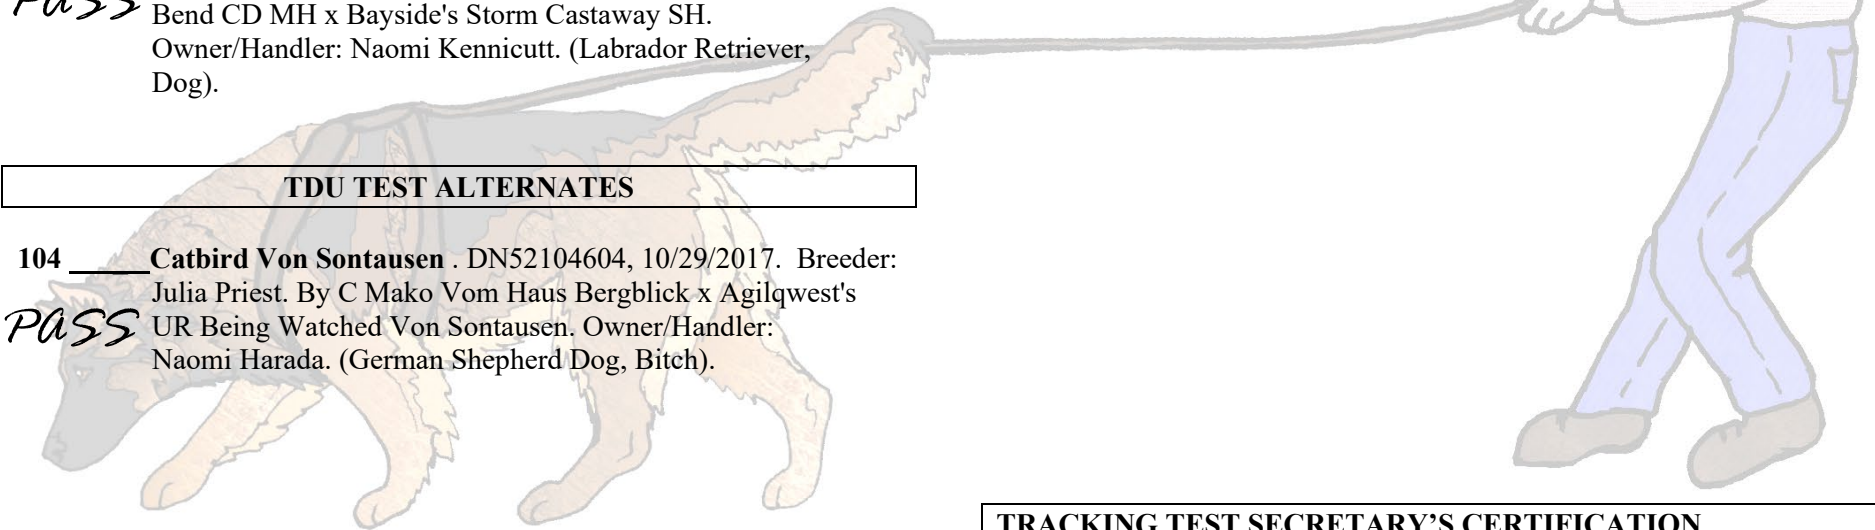 PASS
Bend CD MH x Bayside's Storm Castaway SH.
Owner/Handler: Naomi Kennicutt. (Labrador Retriever,
Dog).
TDU TEST ALTERNATES
104 _____Catbird Von Sontausen . DN52104604, 10/29/2017. Breeder:
Julia Priest. By C Mako Vom Haus Bergblick x Agilqwest's
PASS UR Being Watched Von Sontausen. Owner/Handler:
Naomi Harada. (German Shepherd Dog, Bitch).
TRACKING TEST SECRETARY’S CERTIFICATION